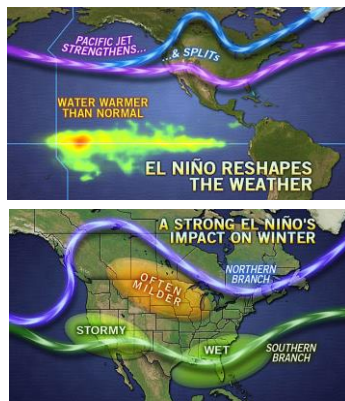 PACIFIC JET
STRENGTHENS...
...& SPLITS
WATER WARMER
THAN NORMAL
EL NIÑO RESHAPES
THE WEATHER
A STRONG EL NIÑO'S
IMPACT ON WINTER
NORTHERN
BRANCH
OFTEN
MILDER
STORMY
WET
SOUTHERN
BRANCH